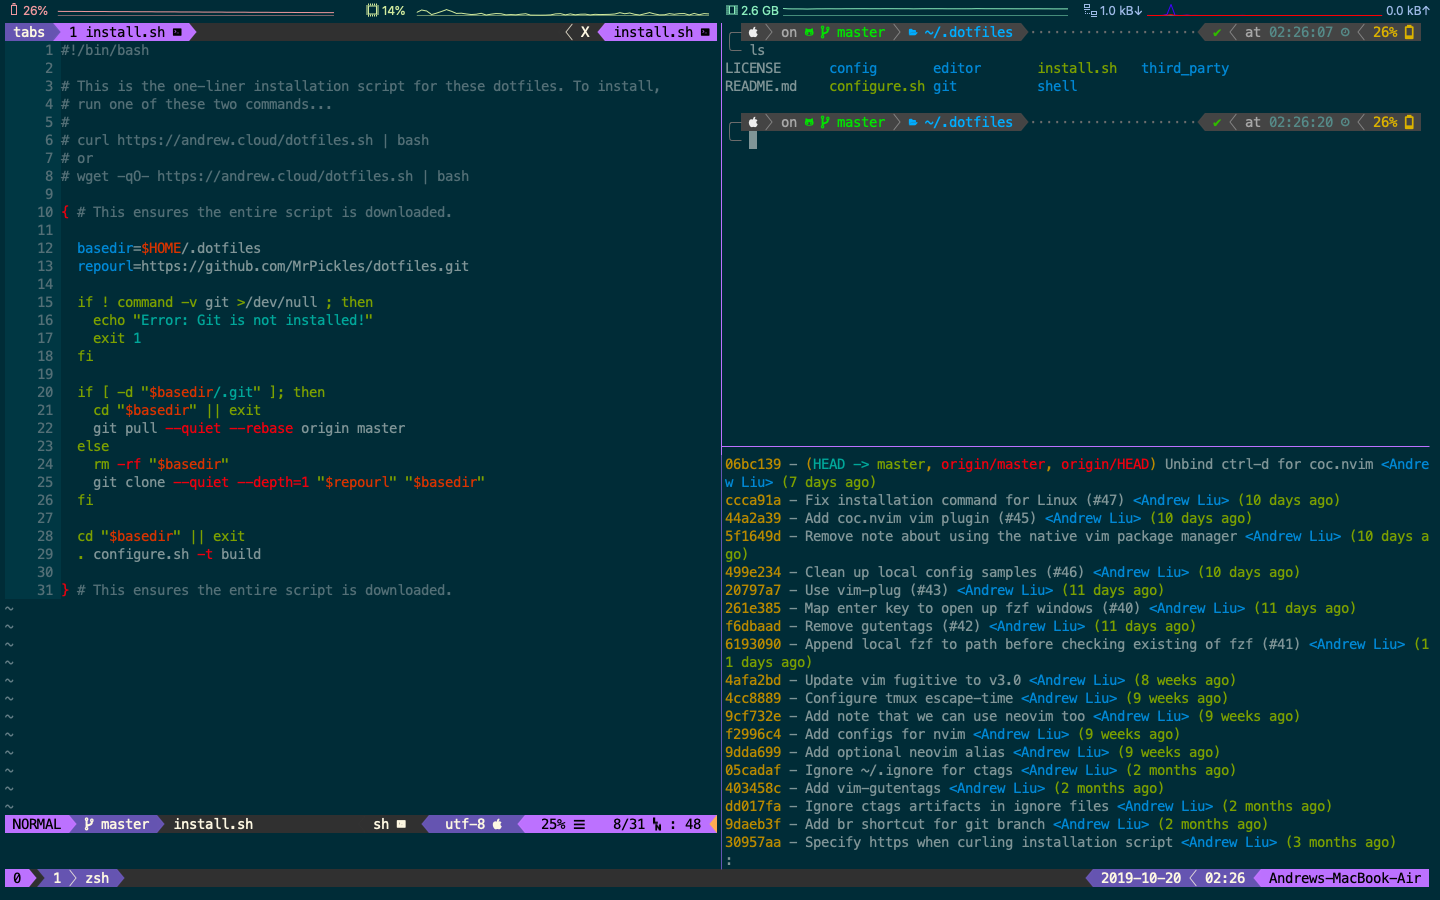 26%
14%
2.6 GB
1.0 kB↓
0.0 kB↑
tabs 1 install.sh X install.sh
1 #!/bin/bash
2
3 # This is the one-liner installation script for these dotfiles. To install,
4 # run one of these two commands...
5 #
6 # curl https://andrew.cloud/dotfiles.sh | bash
7 # or
8 # wget -qO- https://andrew.cloud/dotfiles.sh | bash
9
10 { # This ensures the entire script is downloaded.
11
12 basedir=$HOME/.dotfiles
13 repourl=https://github.com/MrPickles/dotfiles.git
14
15 if ! command -v git >/dev/null ; then
16 echo "Error: Git is not installed!"
17 exit 1
18 fi
19
20 if [ -d "$basedir/.git" ]; then
21 cd "$basedir" || exit
22 git pull --quiet --rebase origin master
23 else
24 rm -rf "$basedir"
25 git clone --quiet --depth=1 "$repourl" "$basedir"
26 fi
27
28 cd "$basedir" || exit
29 . configure.sh -t build
30
31 } # This ensures the entire script is downloaded.
~
~
~
~
~
~
~
~
~
~
~
~
NORMAL master install.sh sh utf-8 25% ☰ 8/31 : 48
on master ~/.dotfiles ✔ at 02:26:07 26%
ls
LICENSE config editor install.sh third_party
README.md configure.sh git shell
on master ~/.dotfiles ✔ at 02:26:20 26%
06bc139 - (HEAD -> master, origin/master, origin/HEAD) Unbind ctrl-d for coc.nvim <Andre
w Liu> (7 days ago)
ccca91a - Fix installation command for Linux (#47) <Andrew Liu> (10 days ago)
44a2a39 - Add coc.nvim vim plugin (#45) <Andrew Liu> (10 days ago)
5f1649d - Remove note about using the native vim package manager <Andrew Liu> (10 days a
go)
499e234 - Clean up local config samples (#46) <Andrew Liu> (10 days ago)
20797a7 - Use vim-plug (#43) <Andrew Liu> (11 days ago)
261e385 - Map enter key to open up fzf windows (#40) <Andrew Liu> (11 days ago)
f6dbaad - Remove gutentags (#42) <Andrew Liu> (11 days ago)
6193090 - Append local fzf to path before checking existing of fzf (#41) <Andrew Liu> (1
1 days ago)
4afa2bd - Update vim fugitive to v3.0 <Andrew Liu> (8 weeks ago)
4cc8889 - Configure tmux escape-time <Andrew Liu> (9 weeks ago)
9cf732e - Add note that we can use neovim too <Andrew Liu> (9 weeks ago)
f2996c4 - Add configs for nvim <Andrew Liu> (9 weeks ago)
9dda699 - Add optional neovim alias <Andrew Liu> (9 weeks ago)
05cadaf - Ignore ~/.ignore for ctags <Andrew Liu> (2 months ago)
403458c - Add vim-gutentags <Andrew Liu> (2 months ago)
dd017fa - Ignore ctags artifacts in ignore files <Andrew Liu> (2 months ago)
9daeb3f - Add br shortcut for git branch <Andrew Liu> (2 months ago)
30957aa - Specify https when curling installation script <Andrew Liu> (3 months ago)
:
0 1 zsh 2019-10-20 02:26 Andrews-MacBook-Air